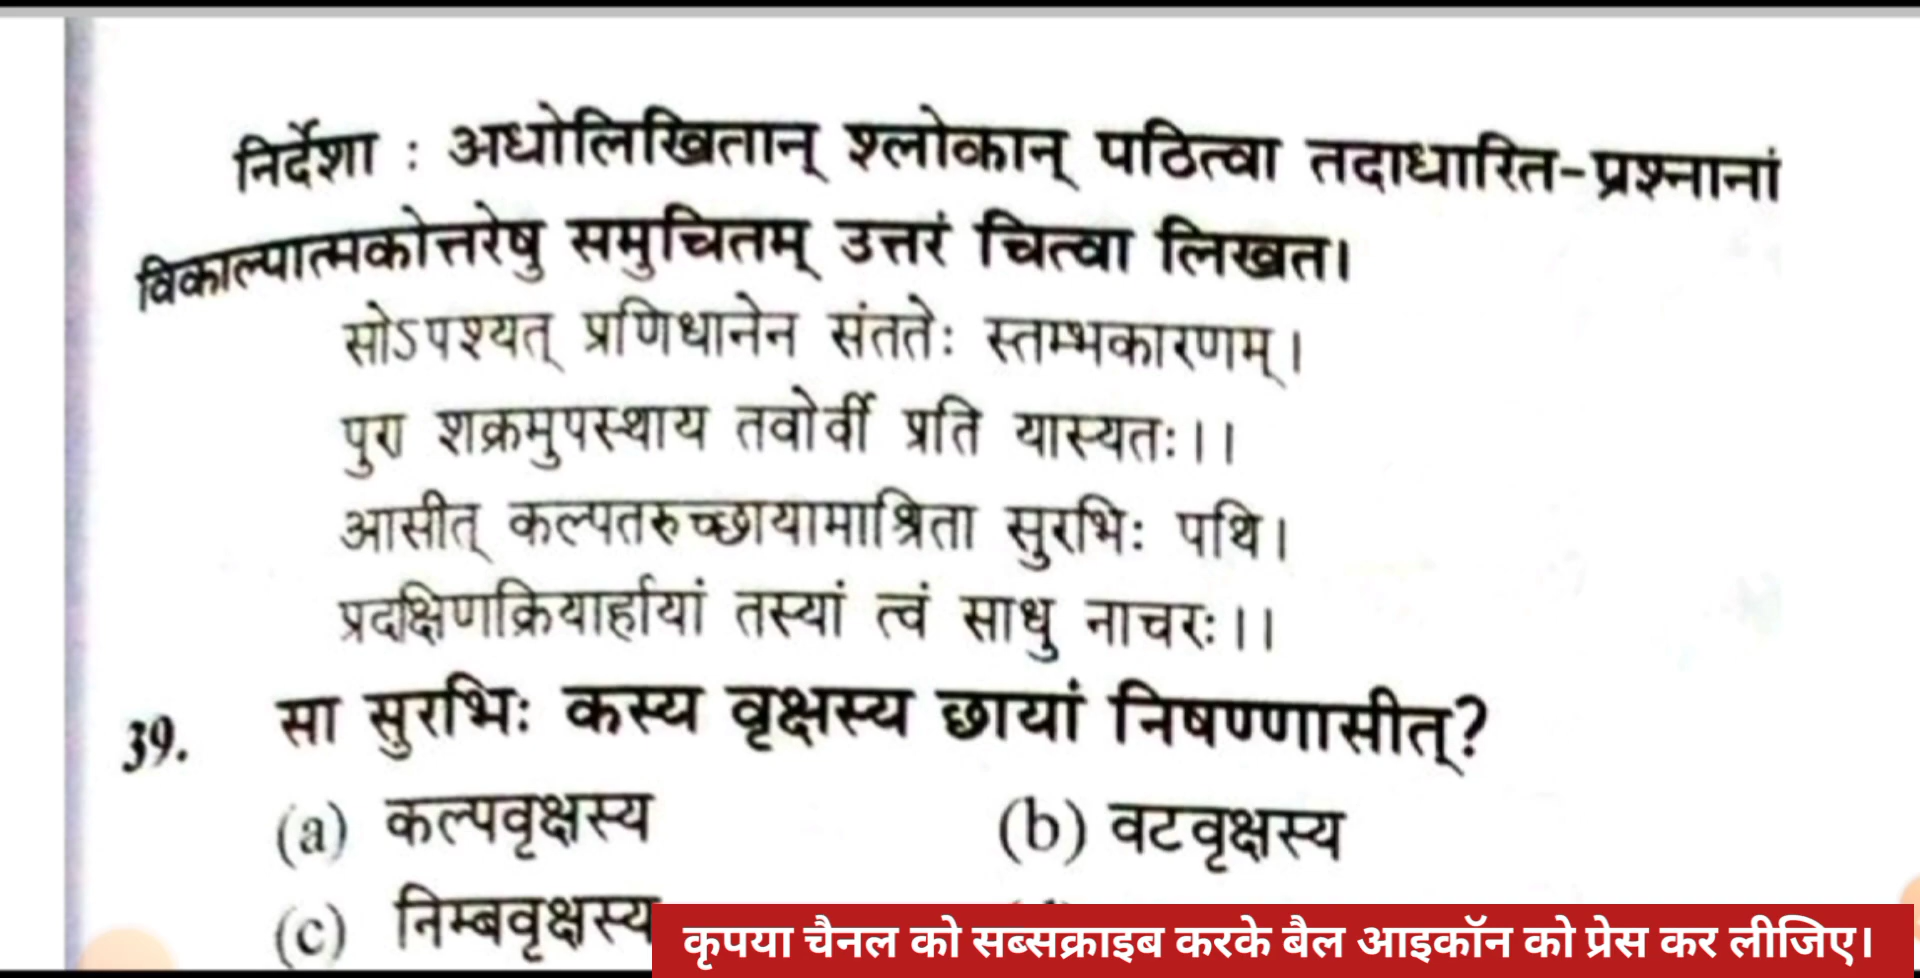 निर्देशा : अधोलिखितान् श्लोकान् पठित्वा तदाधारित-प्रश्नानां
विकाल्पात्मकोत्तरेषु समुचितम् उत्तरं चित्वा लिखत।
सोऽपश्यत् प्रणिधानेन संततेः स्तम्भकारणम्।
पुरा शक्रमुपस्थाय तवोर्वी प्रति यास्यतः।।
आसीत् कल्पतरुच्छायामाश्रिता सुरभिः पथि।
प्रदक्षिणक्रियार्हायां तस्यां त्वं साधु नाचरः।।
39. सा सुरभिः कस्य वृक्षस्य छायां निषण्णासीत्?
(a) कल्पवृक्षस्य (b) वटवृक्षस्य
(c) निम्बवृक्षस्य
कृपया चैनल को सब्सक्राइब करके बैल आइकॉन को प्रेस कर लीजिए।